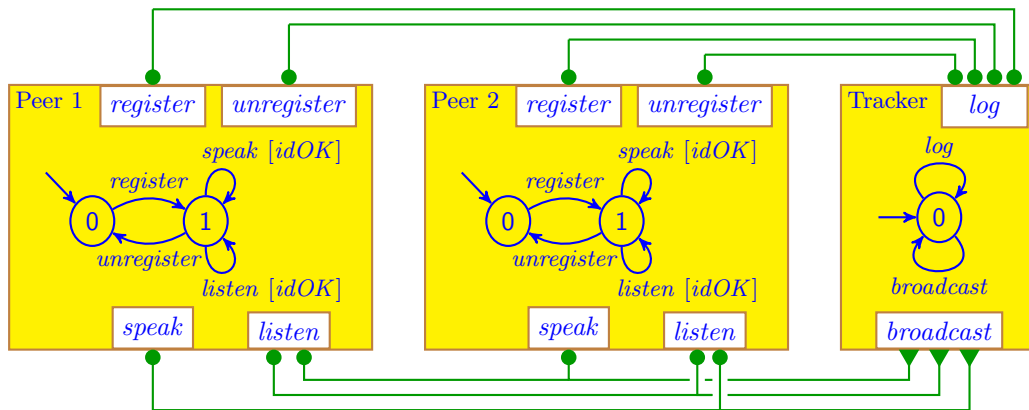 Peer 1
register
unregister
speak [idOK]
register
0
1
unregister
listen [idOK]
speak
listen
Peer 2
register
unregister
speak [idOK]
register
0
1
unregister
listen [idOK]
speak
listen
Tracker
log
log
0
broadcast
broadcast